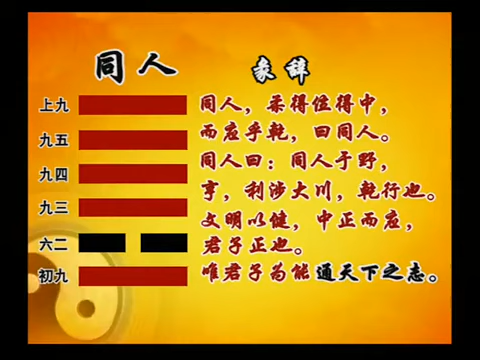 同人
彖辞
上九
九五
九四
九三
六二
初九
同人，柔得位得中，
而应乎乾，曰同人。
同人曰：同人于野，
亨，利涉大川，乾行也。
文明以健，中正而应，
君子正也。
唯君子为能通天下之志。